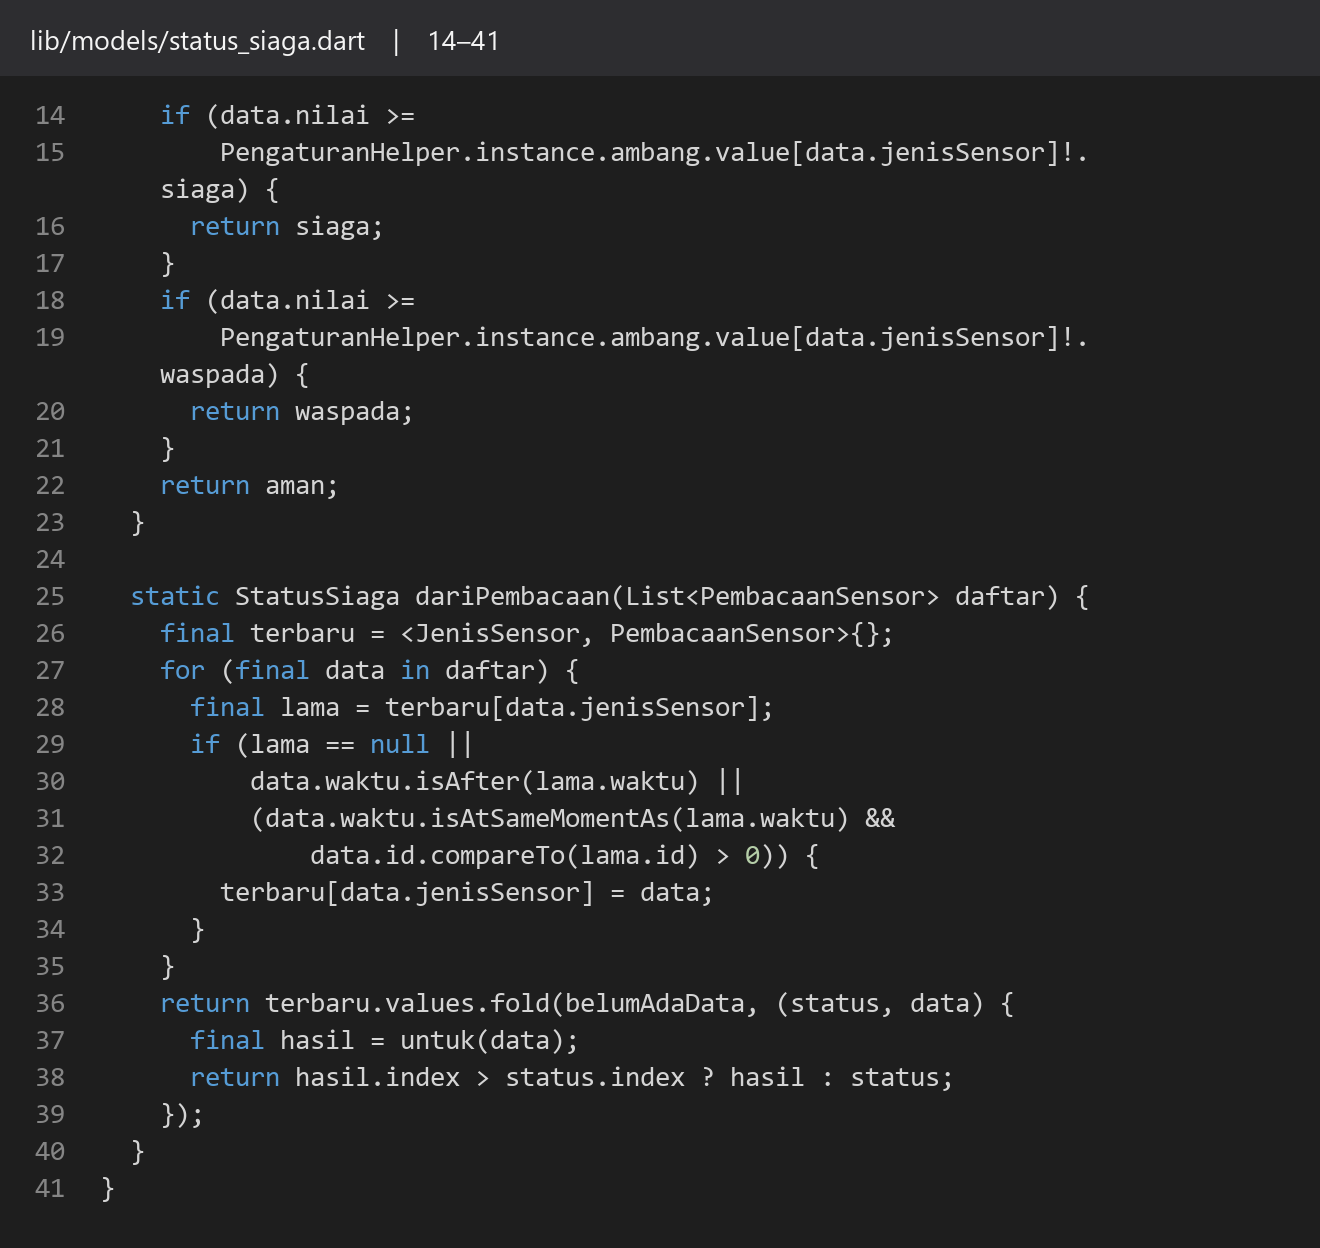 lib/models/status_siaga.dart | 14–41
14 if (data.nilai >=
15 PengaturanHelper.instance.ambang.value[data.jenisSensor]!.
siaga) {
16 return siaga;
17 }
18 if (data.nilai >=
19 PengaturanHelper.instance.ambang.value[data.jenisSensor]!.
waspada) {
20 return waspada;
21 }
22 return aman;
23 }
24
25 static StatusSiaga dariPembacaan(List<PembacaanSensor> daftar) {
26 final terbaru = <JenisSensor, PembacaanSensor>{};
27 for (final data in daftar) {
28 final lama = terbaru[data.jenisSensor];
29 if (lama == null ||
30 data.waktu.isAfter(lama.waktu) ||
31 (data.waktu.isAtSameMomentAs(lama.waktu) &&
32 data.id.compareTo(lama.id) > 0)) {
33 terbaru[data.jenisSensor] = data;
34 }
35 }
36 return terbaru.values.fold(belumAdaData, (status, data) {
37 final hasil = untuk(data);
38 return hasil.index > status.index ? hasil : status;
39 });
40 }
41 }